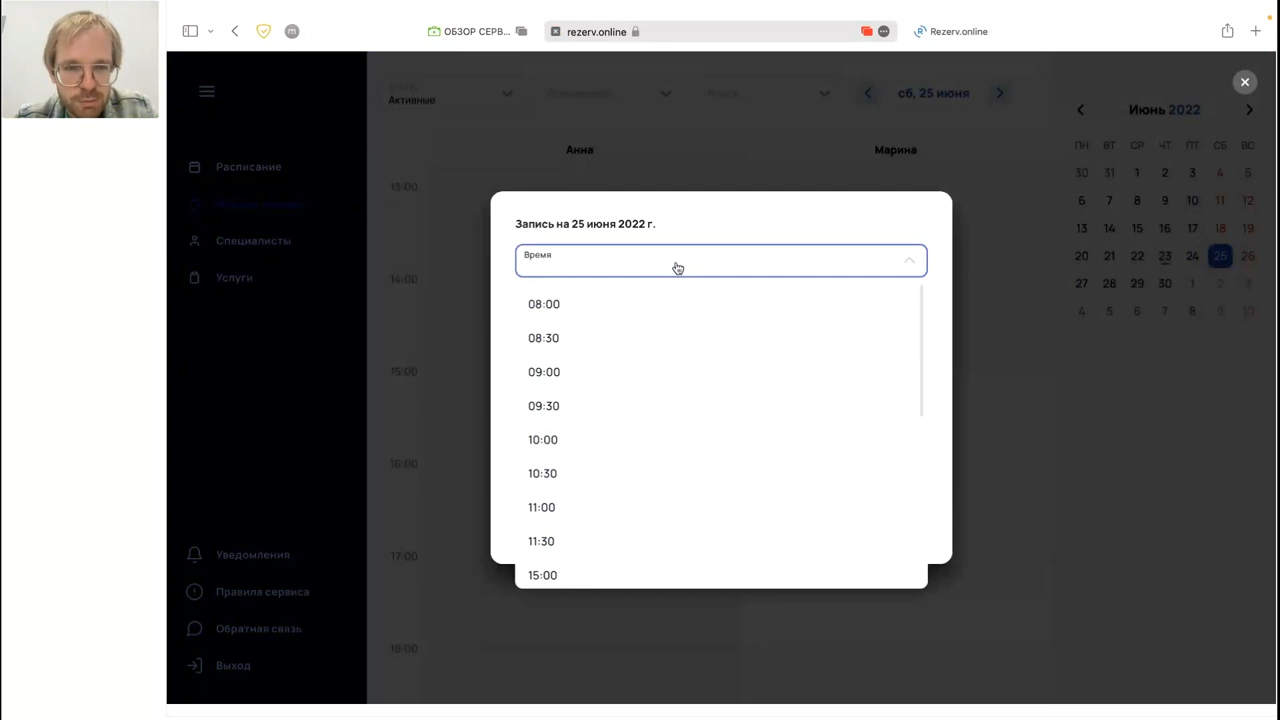 ОБЗОР СЕРВ...
rezerv.online
Rezerv.online
Активные
сб, 25 июня
Июнь 2022
Анна
Марина
ПН ВТ СР ЧТ ПТ СБ ВС
30 31 1 2 3 4 5
6 7 8 9 10 11 12
13 14 15 16 17 18 19
20 21 22 23 24 25 26
27 28 29 30 1 2 3
4 5 6 7 8 9 10
Расписание
Специалисты
Услуги
Уведомления
Правила сервиса
Обратная связь
Выход
13:00
14:00
15:00
16:00
17:00
18:00
Запись на 25 июня 2022 г.
Время
08:00
08:30
09:00
09:30
10:00
10:30
11:00
11:30
15:00